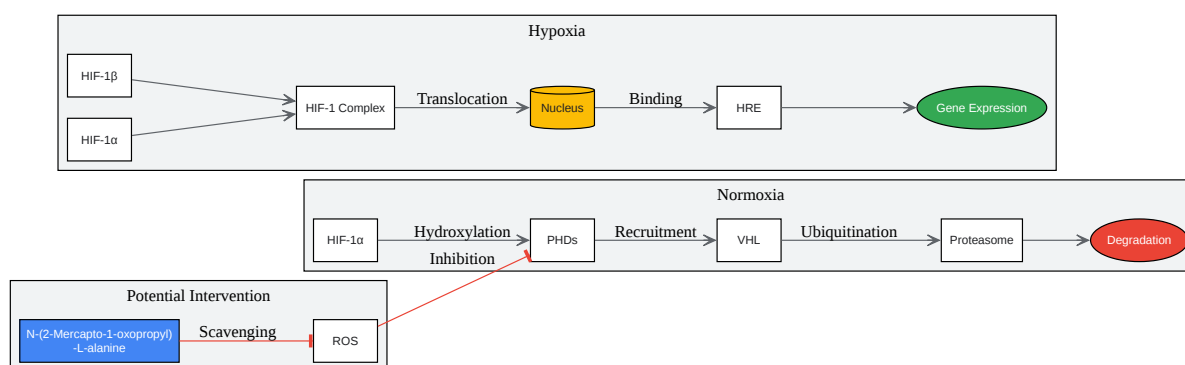 Hypoxia
HIF-1β
HIF-1α
HIF-1 Complex
Translocation
Nucleus
Binding
HRE
Gene Expression
Normoxia
HIF-1α
Hydroxylation
PHDs
Recruitment
VHL
Ubiquitination
Proteasome
Degradation
Inhibition
Potential Intervention
N-(2-Mercapto-1-oxopropyl)
-L-alanine
Scavenging
ROS